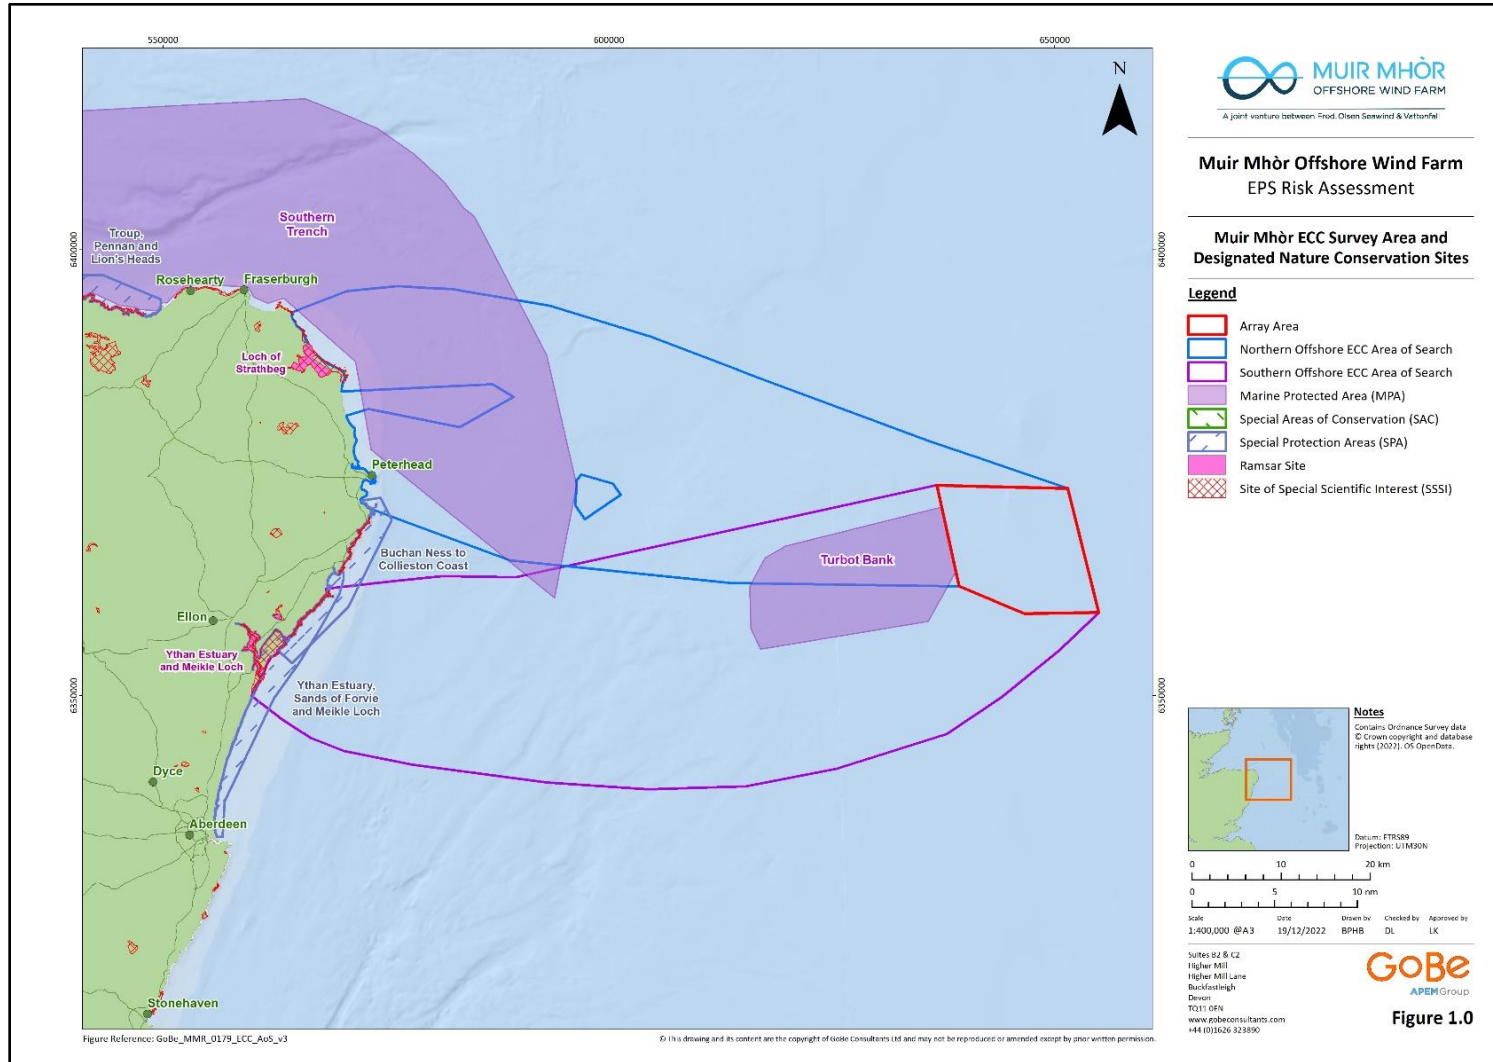 550000
600000
650000
N
6400000
6350000
6400000
6350000
Southern
Trench
Troup,
Pennan and
Lion's Heads
Rosehearty
Fraserburgh
Loch of
Strathbeg
Peterhead
Buchan Ness to
Collieston Coast
Turbot Bank
Ellon
Ythan Estuary
and Meikle Loch
Ythan Estuary,
Sands of Forvie
and Meikle Loch
Dyce
Aberdeen
Stonehaven
Figure Reference: GoBe_MMR_0179_ECC_AoS_v3
© This drawing and its content are the copyright of GoBe Consultants Ltd and may not be reproduced or amended except by prior written permission.
MUIR MHÒR
OFFSHORE WIND FARM
A joint venture between Fred. Olsen Seawind & Vattenfall
Muir Mhòr Offshore Wind Farm
EPS Risk Assessment
Muir Mhòr ECC Survey Area and
Designated Nature Conservation Sites
Legend
Array Area
Northern Offshore ECC Area of Search
Southern Offshore ECC Area of Search
Marine Protected Area (MPA)
Special Areas of Conservation (SAC)
Special Protection Areas (SPA)
Ramsar Site
Site of Special Scientific Interest (SSSI)
Notes
Contains Ordnance Survey data
© Crown copyright and database
rights (2022). OS OpenData.
Datum: ETRS89
Projection: UTM30N
0 10 20 km
0 5 10 nm
Scale Date Drawn by Checked by Approved by
1:400,000 @A3 19/12/2022 BPHB DL LK
Suites B2 & C2
Higher Mill
Higher Mill Lane
Buckfastleigh
Devon
TQ11 0EN
www.gobeconsultants.com
+44 (0)1626 323890
GoBe
APEMGroup
Figure 1.0